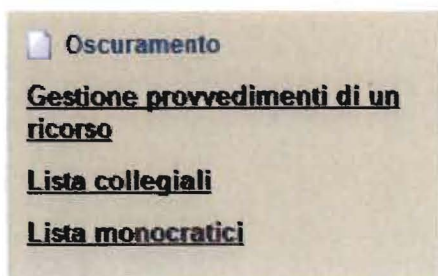 Oscuramento
Gestione provvedimenti di un
ricorso
Lista collegiali
Lista monocratici